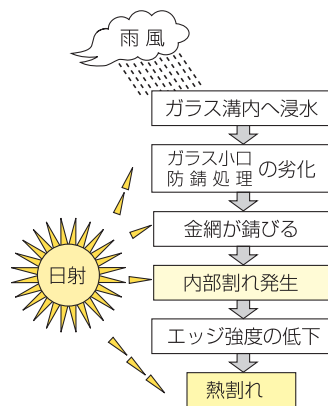 雨風
ガラス溝内へ浸水
ガラス小口
防錆処理 の劣化
金網が錆びる
日射
内部割れ発生
エッジ強度の低下
熱割れ